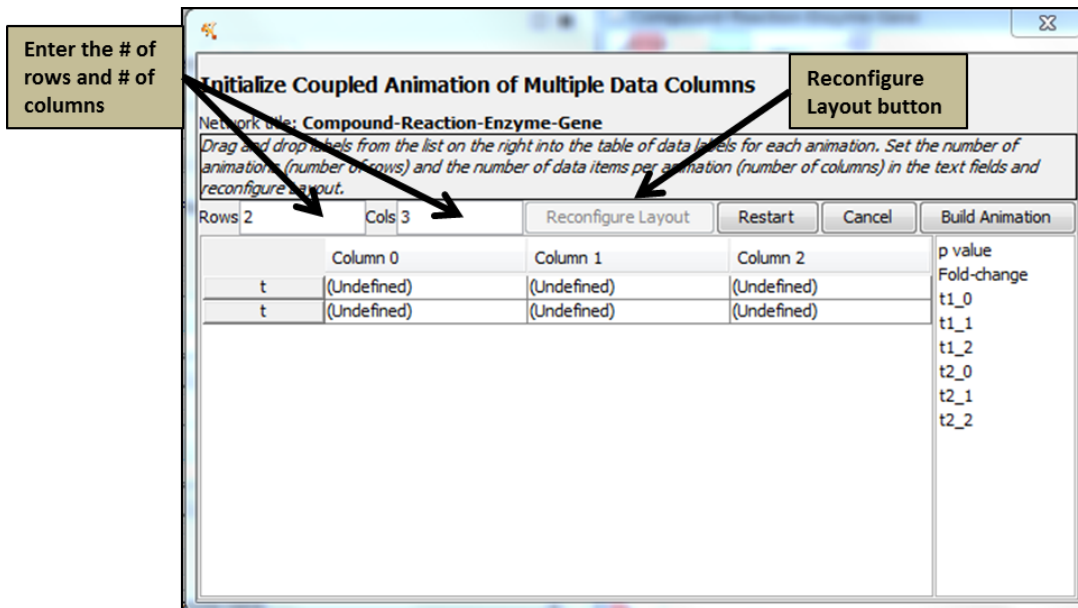 Compound-Reaction-Enzyme-Gene
Enter the # of
rows and # of
columns
Initialize Coupled Animation of Multiple Data Columns
Reconfigure
Layout button
Network title: Compound-Reaction-Enzyme-Gene
Drag and drop labels from the list on the right into the table of data labels for each animation. Set the number of
animations (number of rows) and the number of data items per animation (number of columns) in the text fields and
reconfigure Layout.
Rows 2 Cols 3 Reconfigure Layout Restart Cancel Build Animation
Column 0 Column 1 Column 2
t (Undefined) (Undefined) (Undefined)
t (Undefined) (Undefined) (Undefined)
p value
Fold-change
t1_0
t1_1
t1_2
t2_0
t2_1
t2_2